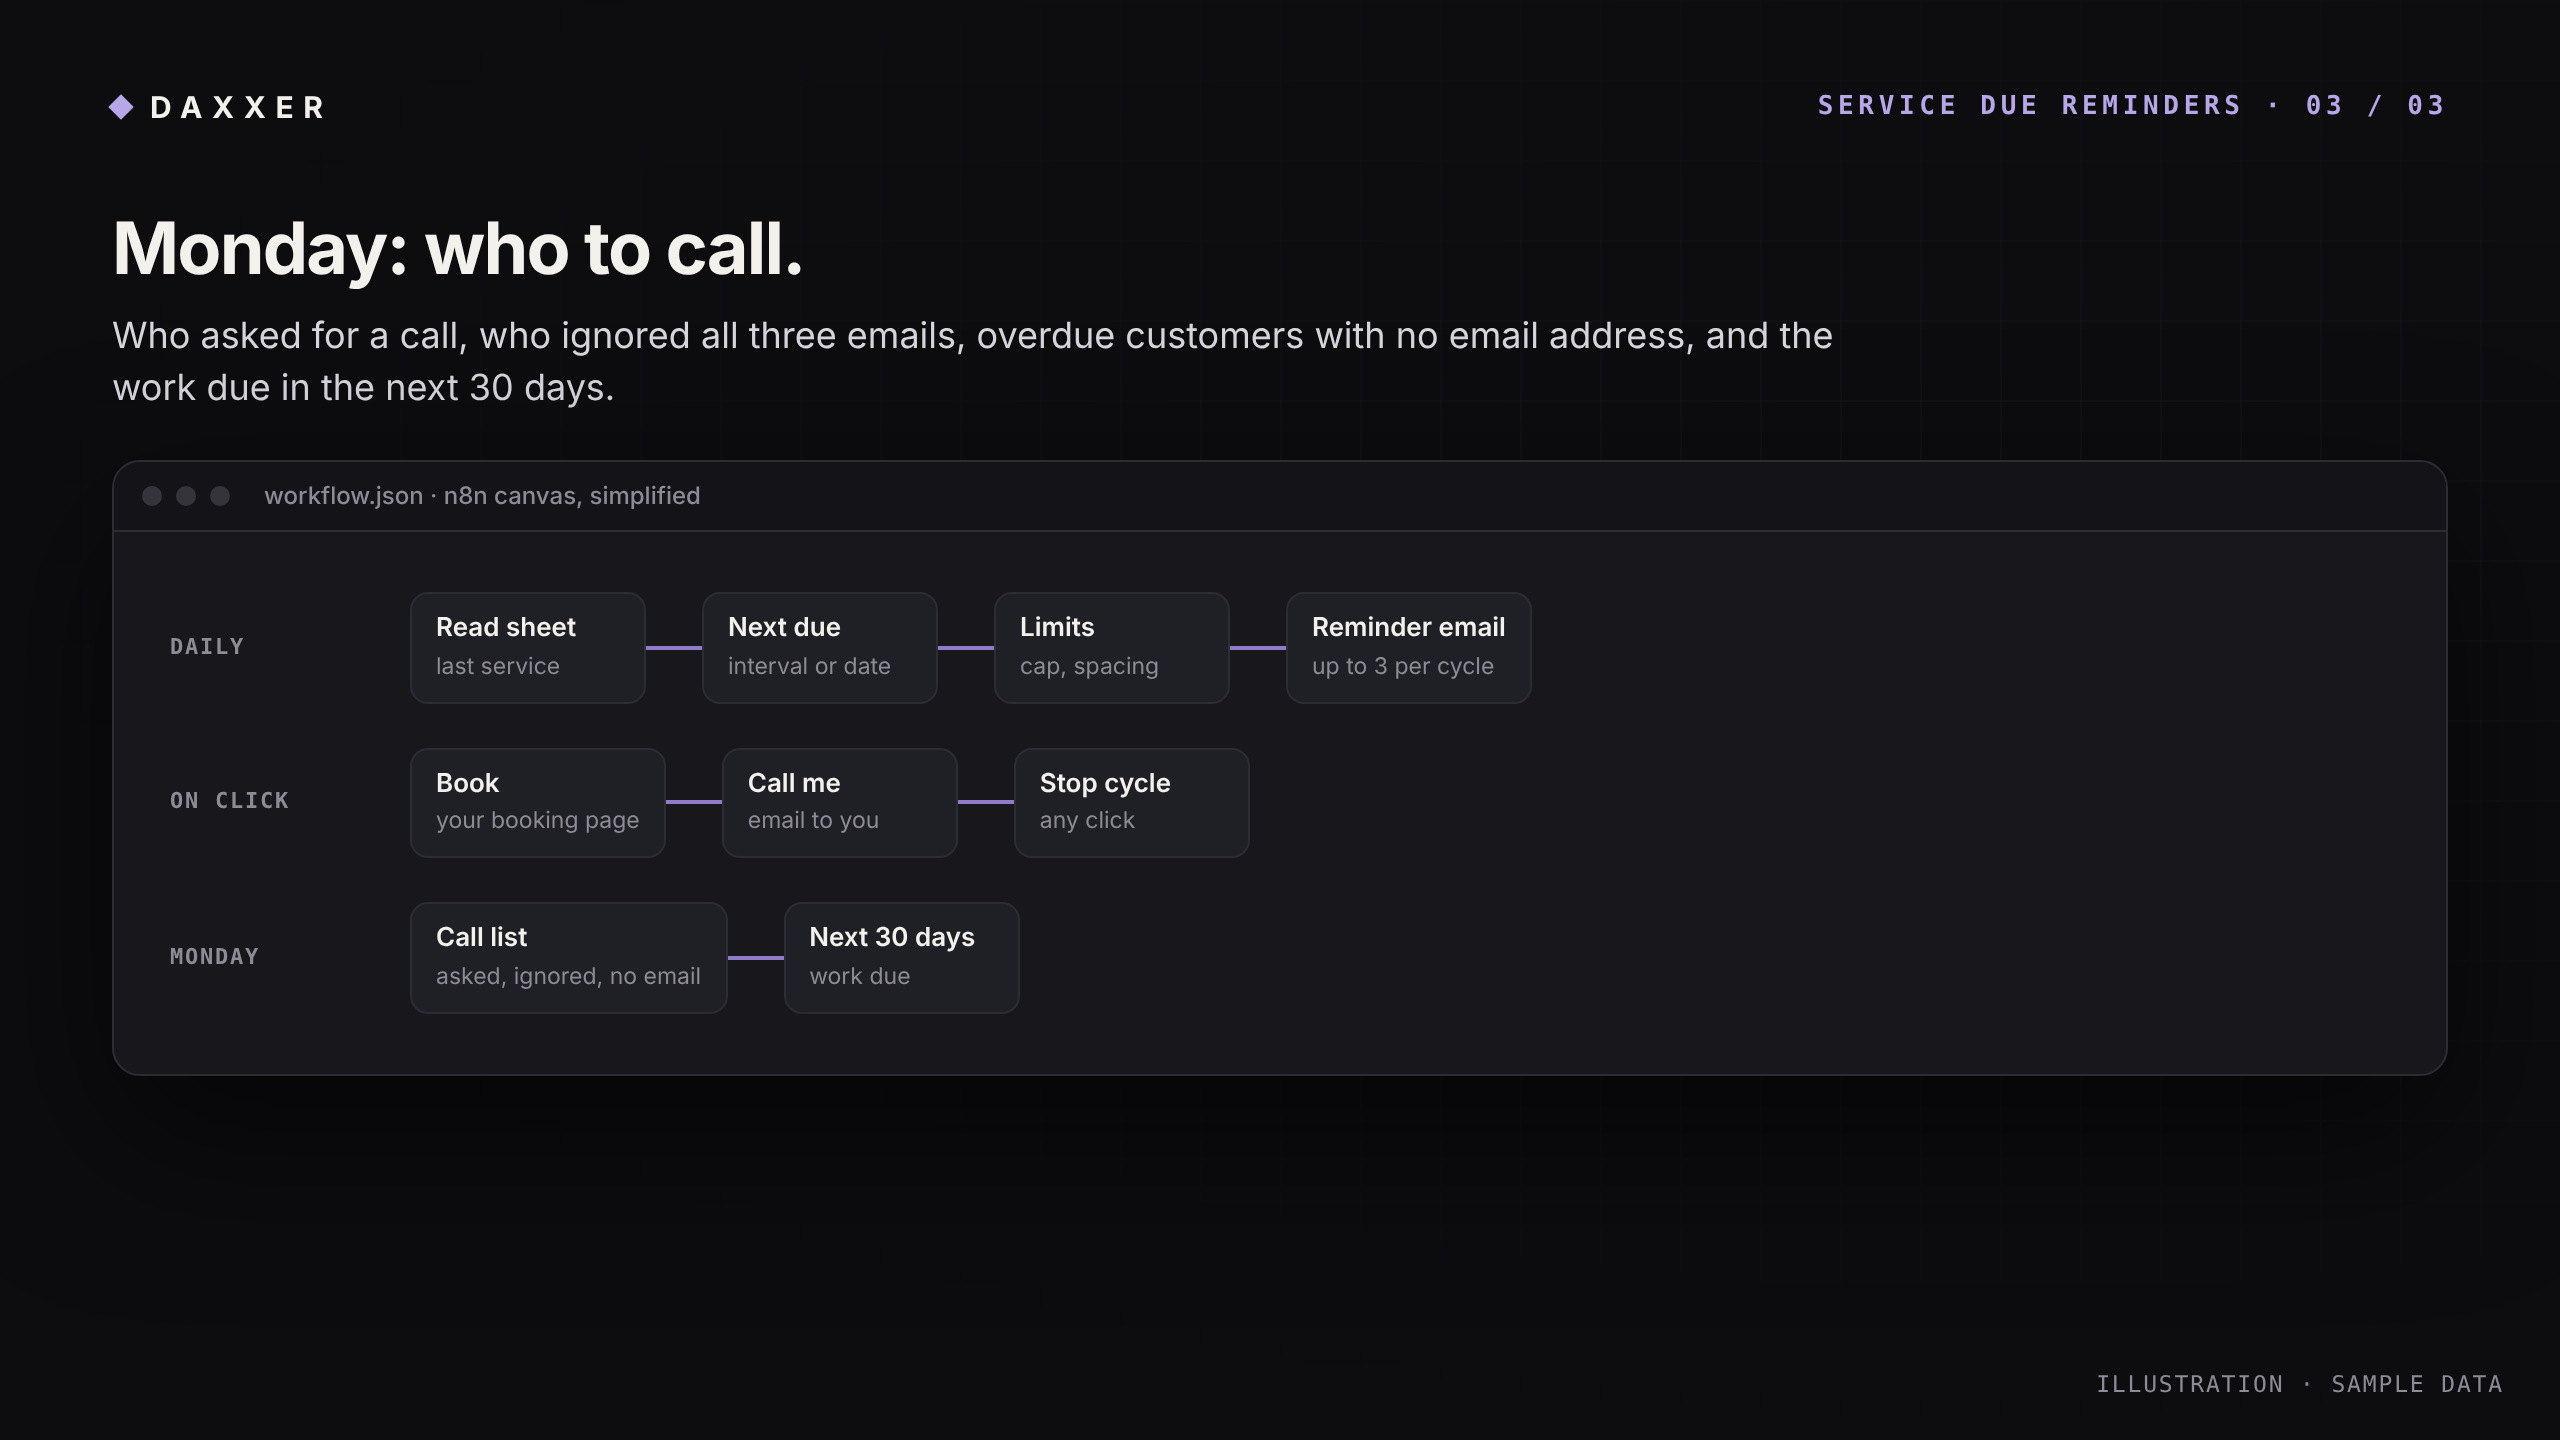 DAXXER
SERVICE DUE REMINDERS · 03 / 03
Monday: who to call.
Who asked for a call, who ignored all three emails, overdue customers with no email address, and the
work due in the next 30 days.
workflow.json · n8n canvas, simplified
DAILY
Read sheet
last service
Next due
interval or date
Limits
cap, spacing
Reminder email
up to 3 per cycle
ON CLICK
Book
your booking page
Call me
email to you
Stop cycle
any click
MONDAY
Call list
asked, ignored, no email
Next 30 days
work due
ILLUSTRATION · SAMPLE DATA